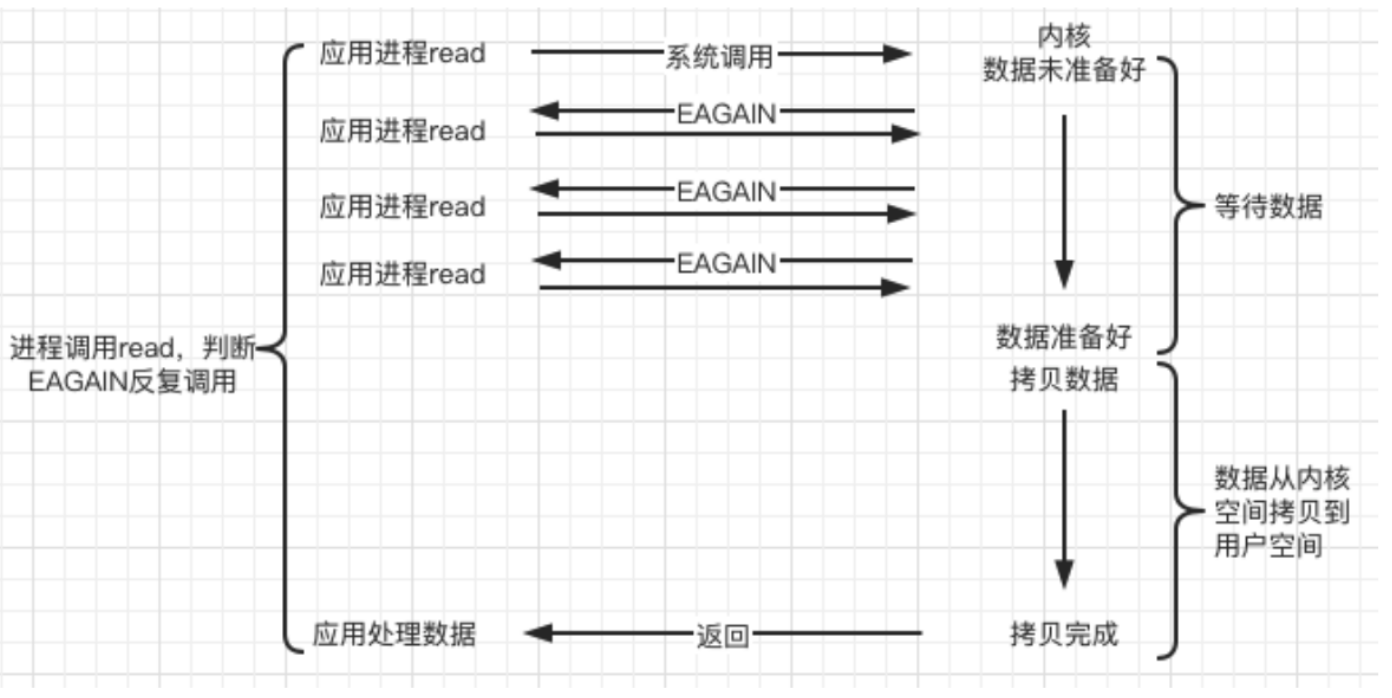 应用进程read
系统调用
内核
数据未准备好
EAGAIN
应用进程read
EAGAIN
应用进程read
等待数据
EAGAIN
应用进程read
进程调用read，判断
EAGAIN反复调用
数据准备好
拷贝数据
数据从内核
空间拷贝到
用户空间
应用处理数据
返回
拷贝完成